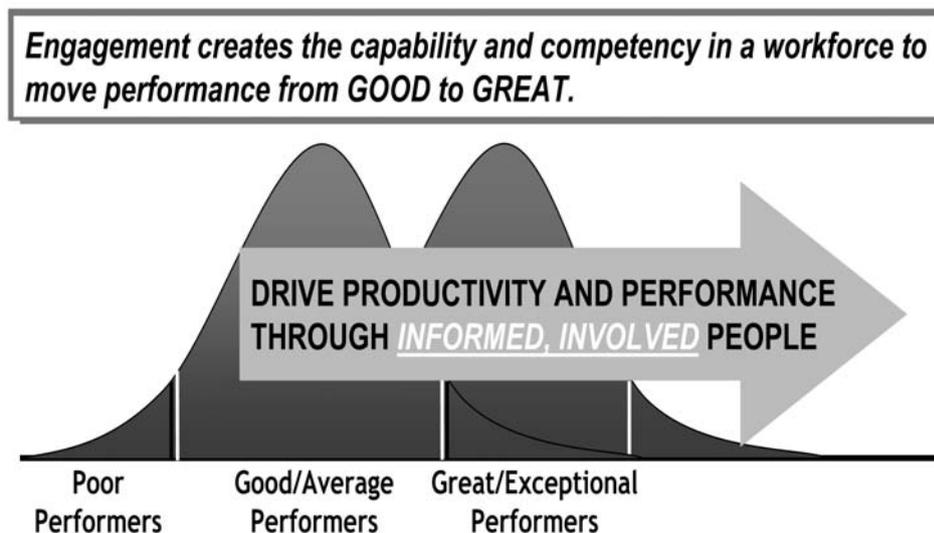 Engagement creates the capability and competency in a workforce to
move performance from GOOD to GREAT.
DRIVE PRODUCTIVITY AND PERFORMANCE
THROUGH INFORMED, INVOLVED PEOPLE
Poor
Performers
Good/Average
Performers
Great/Exceptional
Performers